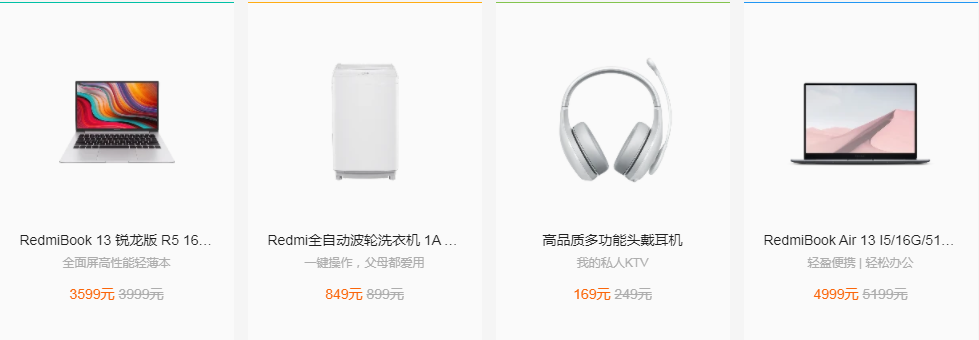 RedmiBook 13 锐龙版 R5 16...
全面屏高性能轻薄本
3599元 3999元
Redmi全自动波轮洗衣机 1A ...
一键操作，父母都爱用
849元 899元
高品质多功能头戴耳机
我的私人KTV
169元 249元
RedmiBook Air 13 I5/16G/51...
轻盈便携 | 轻松办公
4999元 5199元